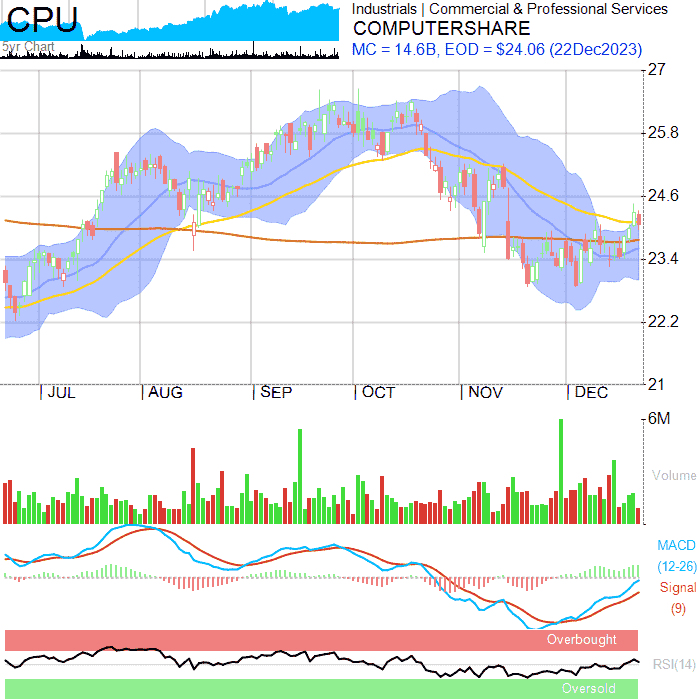 CPU
5yr Chart
Industrials | Commercial & Professional Services
COMPUTERSHARE
MC = 14.6B, EOD = $24.06 (22Dec2023)
27
25.8
24.6
23.4
22.2
21
| JUL | AUG | SEP | OCT | NOV | DEC
6M
Volume
MACD
(12-26)
Signal
(9)
Overbought
RSI(14)
Oversold